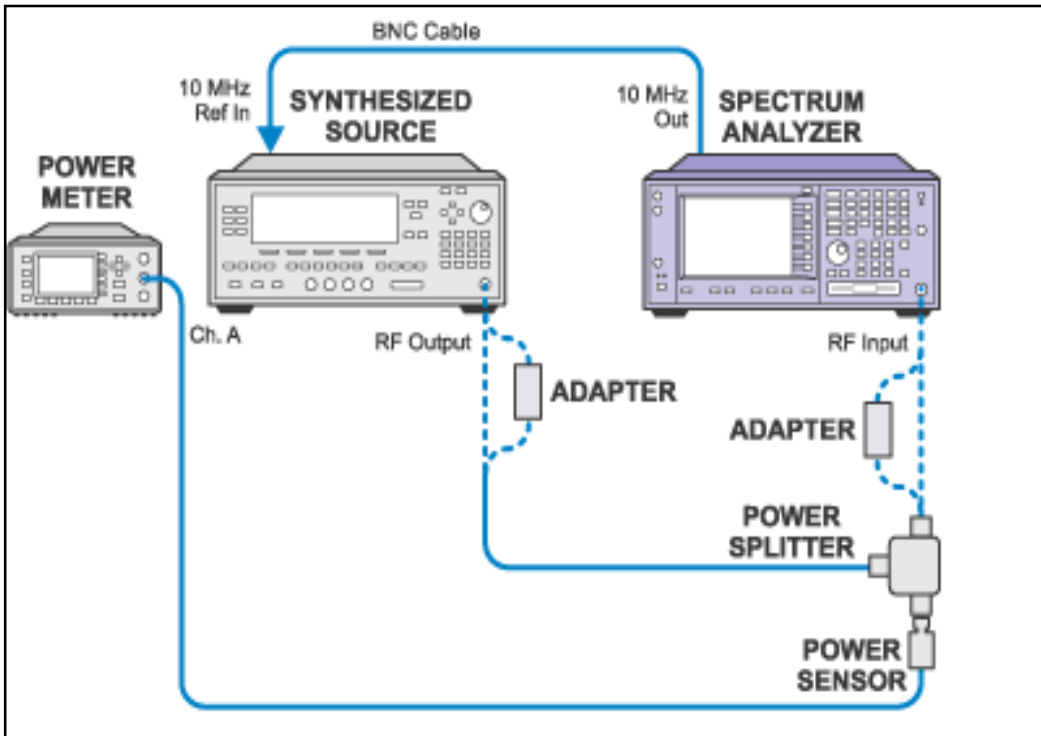 BNC Cable
10 MHz
Ref In
SYNTHESIZED
SOURCE
10 MHz
Out
SPECTRUM
ANALYZER
POWER
METER
Ch. A
RF Output
ADAPTER
RF Input
ADAPTER
POWER
SPLITTER
POWER
SENSOR